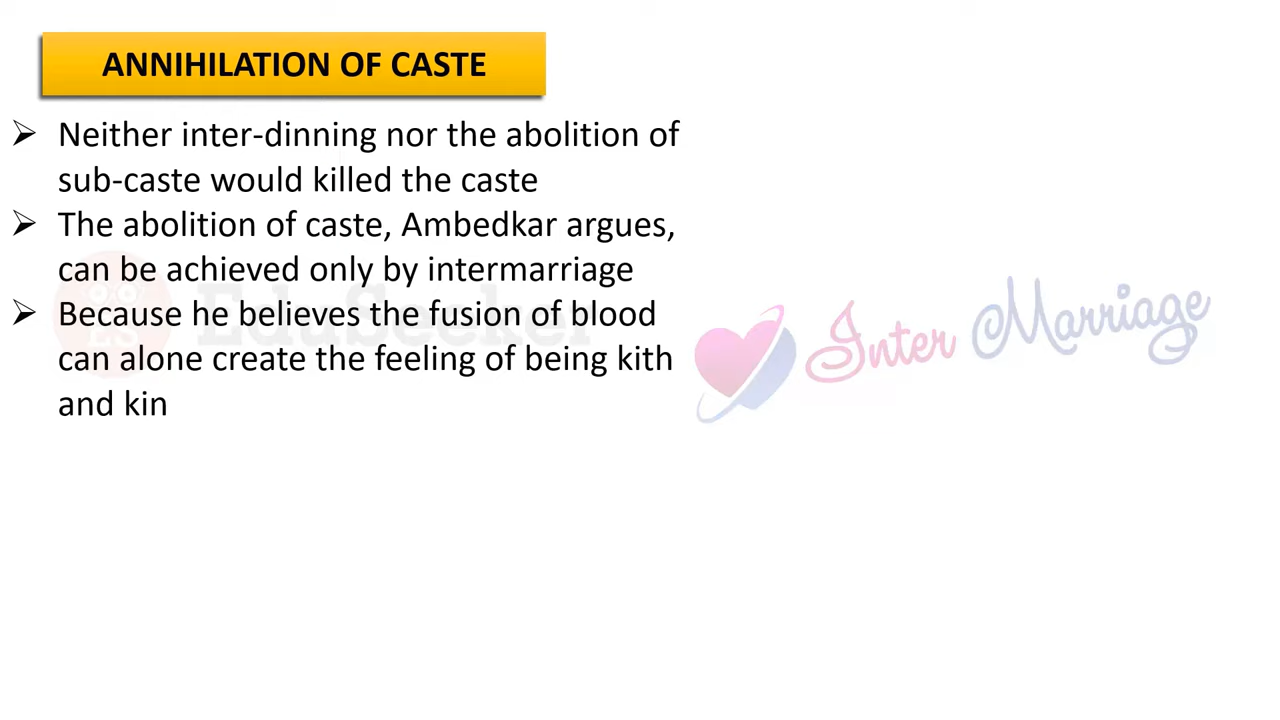 ANNIHILATION OF CASTE
➢ Neither inter-dinning nor the abolition of
sub-caste would killed the caste
➢ The abolition of caste, Ambedkar argues,
can be achieved only by intermarriage
➢ Because he believes the fusion of blood
can alone create the feeling of being kith
and kin
EduSeeker
Inter Marriage